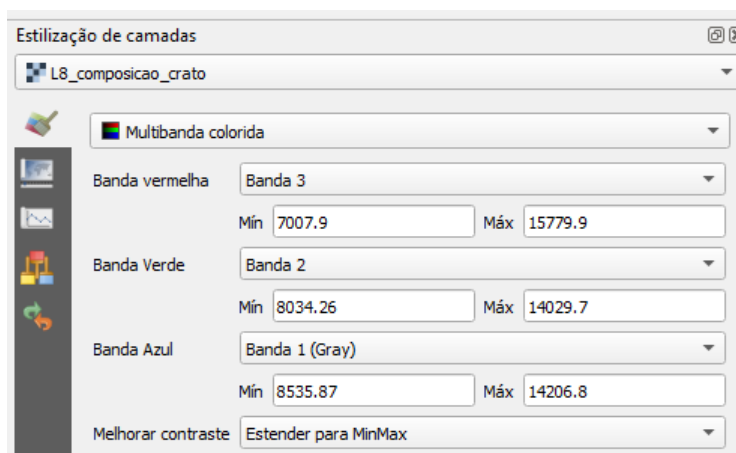 Estilização de camadas
L8_composicao_crato
Multibanda colorida
Banda vermelha Banda 3
Mín 7007.9 Máx 15779.9
Banda Verde Banda 2
Mín 8034.26 Máx 14029.7
Banda Azul Banda 1 (Gray)
Mín 8535.87 Máx 14206.8
Melhorar contraste Estender para MinMax